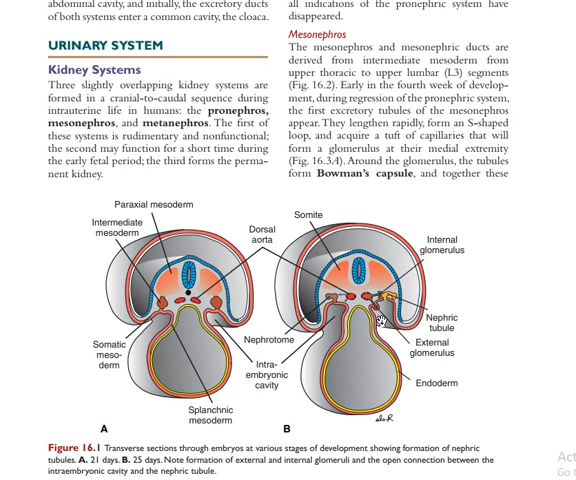 abdominal cavity, and initially, the excretory ducts
of both systems enter a common cavity, the cloaca.
URINARY SYSTEM
Kidney Systems
Three slightly overlapping kidney systems are
formed in a cranial-to-caudal sequence during
intrauterine life in humans: the pronephros,
mesonephros, and metanephros. The first of
these systems is rudimentary and nonfunctional;
the second may function for a short time during
the early fetal period; the third forms the perma-
nent kidney.
all indications of the pronephric system have
disappeared.
Mesonephros
The mesonephros and mesonephric ducts are
derived from intermediate mesoderm from
upper thoracic to upper lumbar (L3) segments
(Fig. 16.2). Early in the fourth week of develop-
ment, during regression of the pronephric system,
the first excretory tubules of the mesonephros
appear. They lengthen rapidly, form an S-shaped
loop, and acquire a tuft of capillaries that will
form a glomerulus at their medial extremity
(Fig. 16.3A). Around the glomerulus, the tubules
form Bowman's capsule, and together these
Paraxial mesoderm
Intermediate
mesoderm
Dorsal
aorta
Somite
Internal
glomerulus
Somatic
meso-
derm
Nephrotome
Intra-
embryonic
cavity
Nephric
tubule
External
glomerulus
Endoderm
Splanchnic
mesoderm
A
B
Figure 16.1 Transverse sections through embryos at various stages of development showing formation of nephric
tubules. A. 21 days. B. 25 days. Note formation of external and internal glomeruli and the open connection between the
intraembryonic cavity and the nephric tubule.
Act
Go t